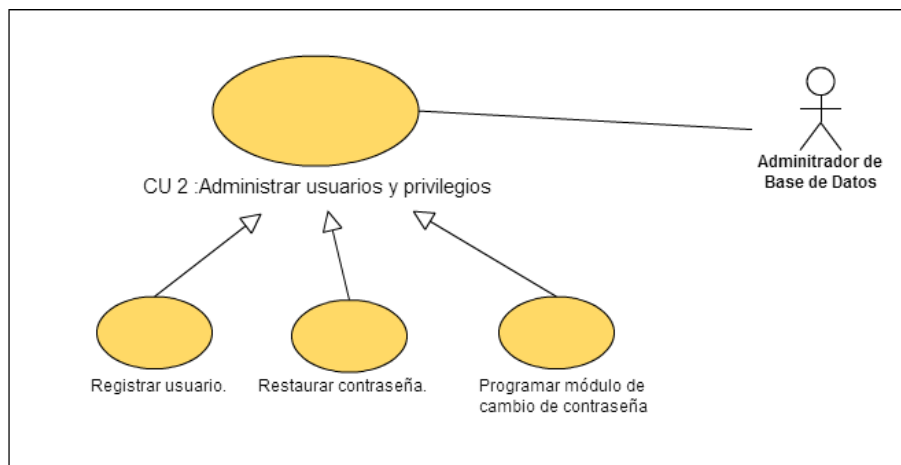 Adminitrador de
Base de Datos
CU 2 :Administrar usuarios y privilegios
Registrar usuario.
Restaurar contraseña.
Programar módulo de
cambio de contraseña